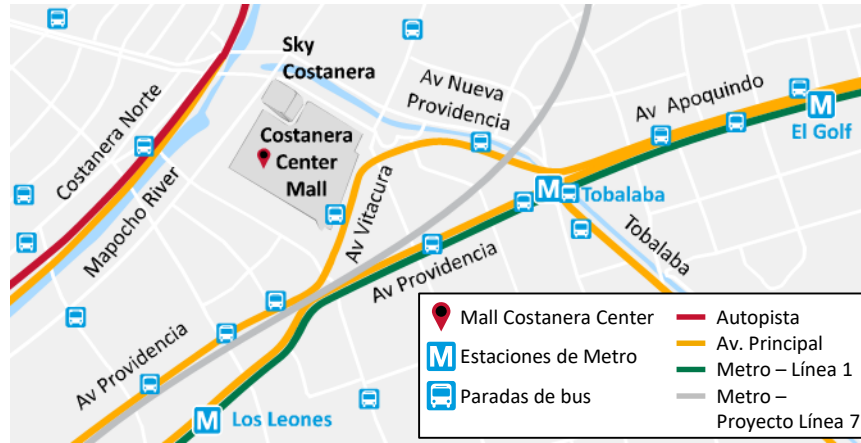 Sky
Costanera
Av Nueva
Providencia
Av Apoquindo
M
El Golf
Costanera Norte
Costanera
Center
Mall
Mapocho River
Av Vitacura
M
Tobalaba
Tobalaba
Av Providencia
Av Providencia
M
Los Leones
Mall Costanera Center
M
Estaciones de Metro
Paradas de bus
Autopista
Av. Principal
Metro – Línea 1
Metro –
Proyecto Línea 7